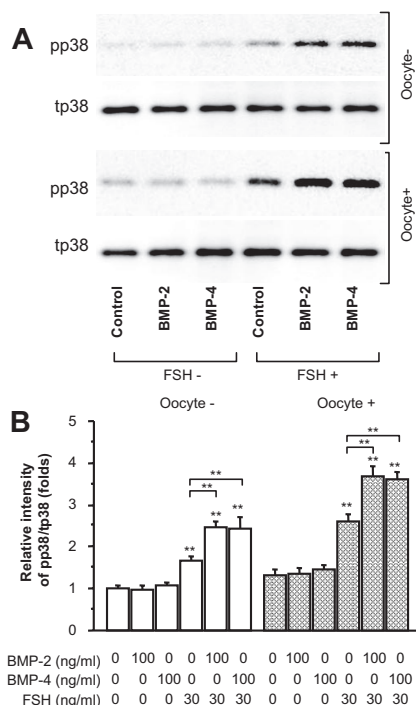 A
pp38
tp38
Oocyte-
pp38
tp38
Oocyte+
Control
BMP-2
BMP-4
Control
BMP-2
BMP-4
FSH -
FSH +
Oocyte -
Oocyte +
B
Relative intensity
of pp38/tp38 (folds)
5
4
3
2
1
0
**
**
**
**
**
**
**
**
**
**
BMP-2 (ng/ml) 0 100 0 0 100 0 0 100 0 0 100 0
BMP-4 (ng/ml) 0 0 100 0 0 100 0 0 100 0 0 100
FSH (ng/ml) 0 0 0 30 30 30 0 0 0 30 30 30